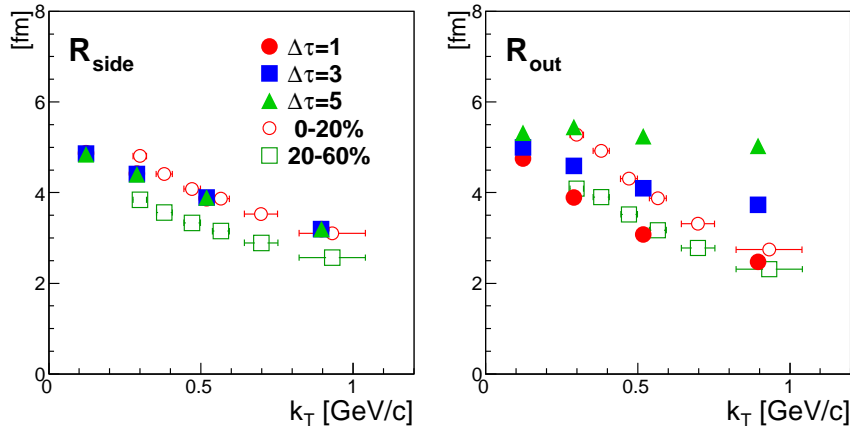 [fm]
8
6
4
2
0
R_side
Δτ=1
Δτ=3
Δτ=5
0-20%
20-60%
0.5
1
k_T [GeV/c]
[fm]
8
6
4
2
0
R_out
0
0.5
1
k_T [GeV/c]